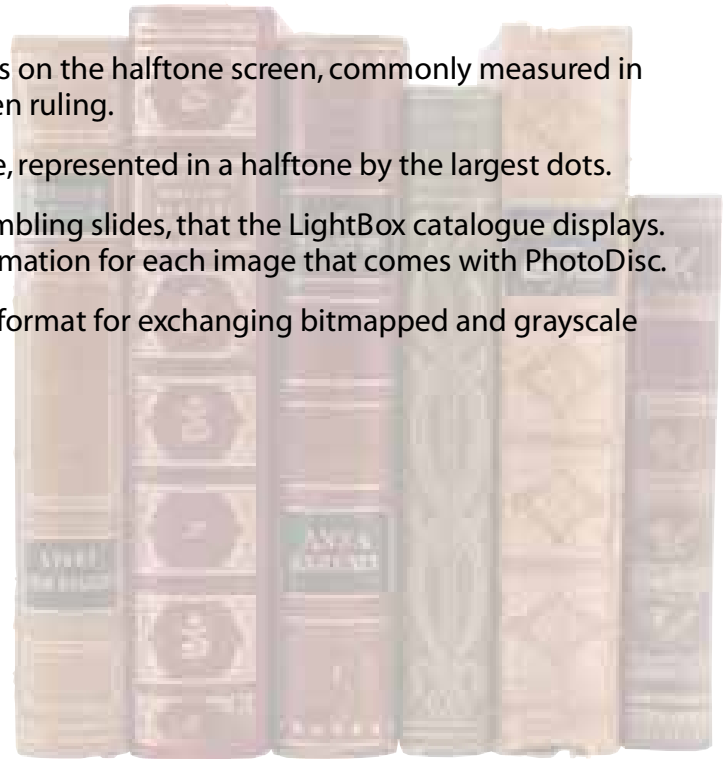 s on the halftone screen, commonly measured in
en ruling.
e, represented in a halftone by the largest dots.
mbling slides, that the LightBox catalogue displays.
mation for each image that comes with PhotoDisc.
format for exchanging bitmapped and grayscale